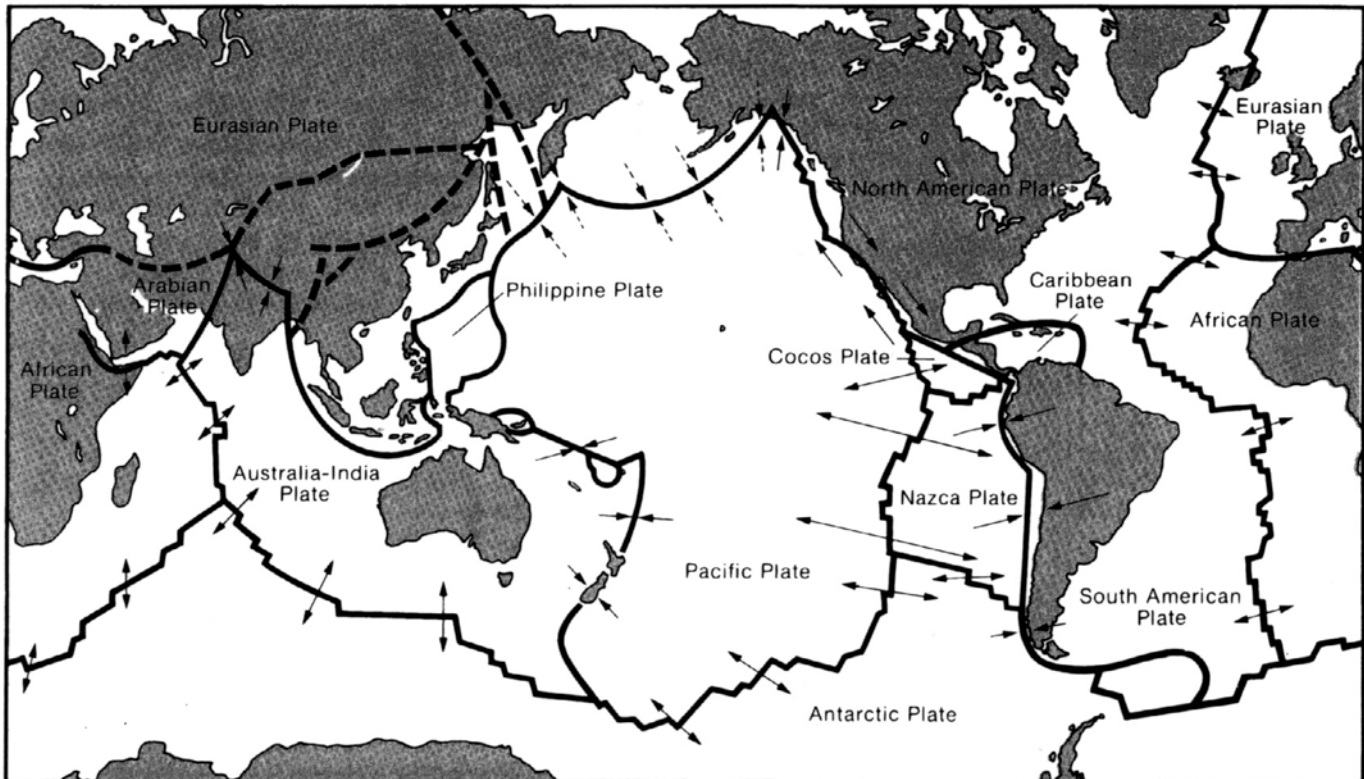 Eurasian Plate
Eurasian
Plate
North American Plate
Arabian
Plate
Philippine Plate
Caribbean
Plate
African Plate
Cocos Plate
African
Plate
Australia-India
Plate
Nazca Plate
Pacific Plate
South American
Plate
Antarctic Plate